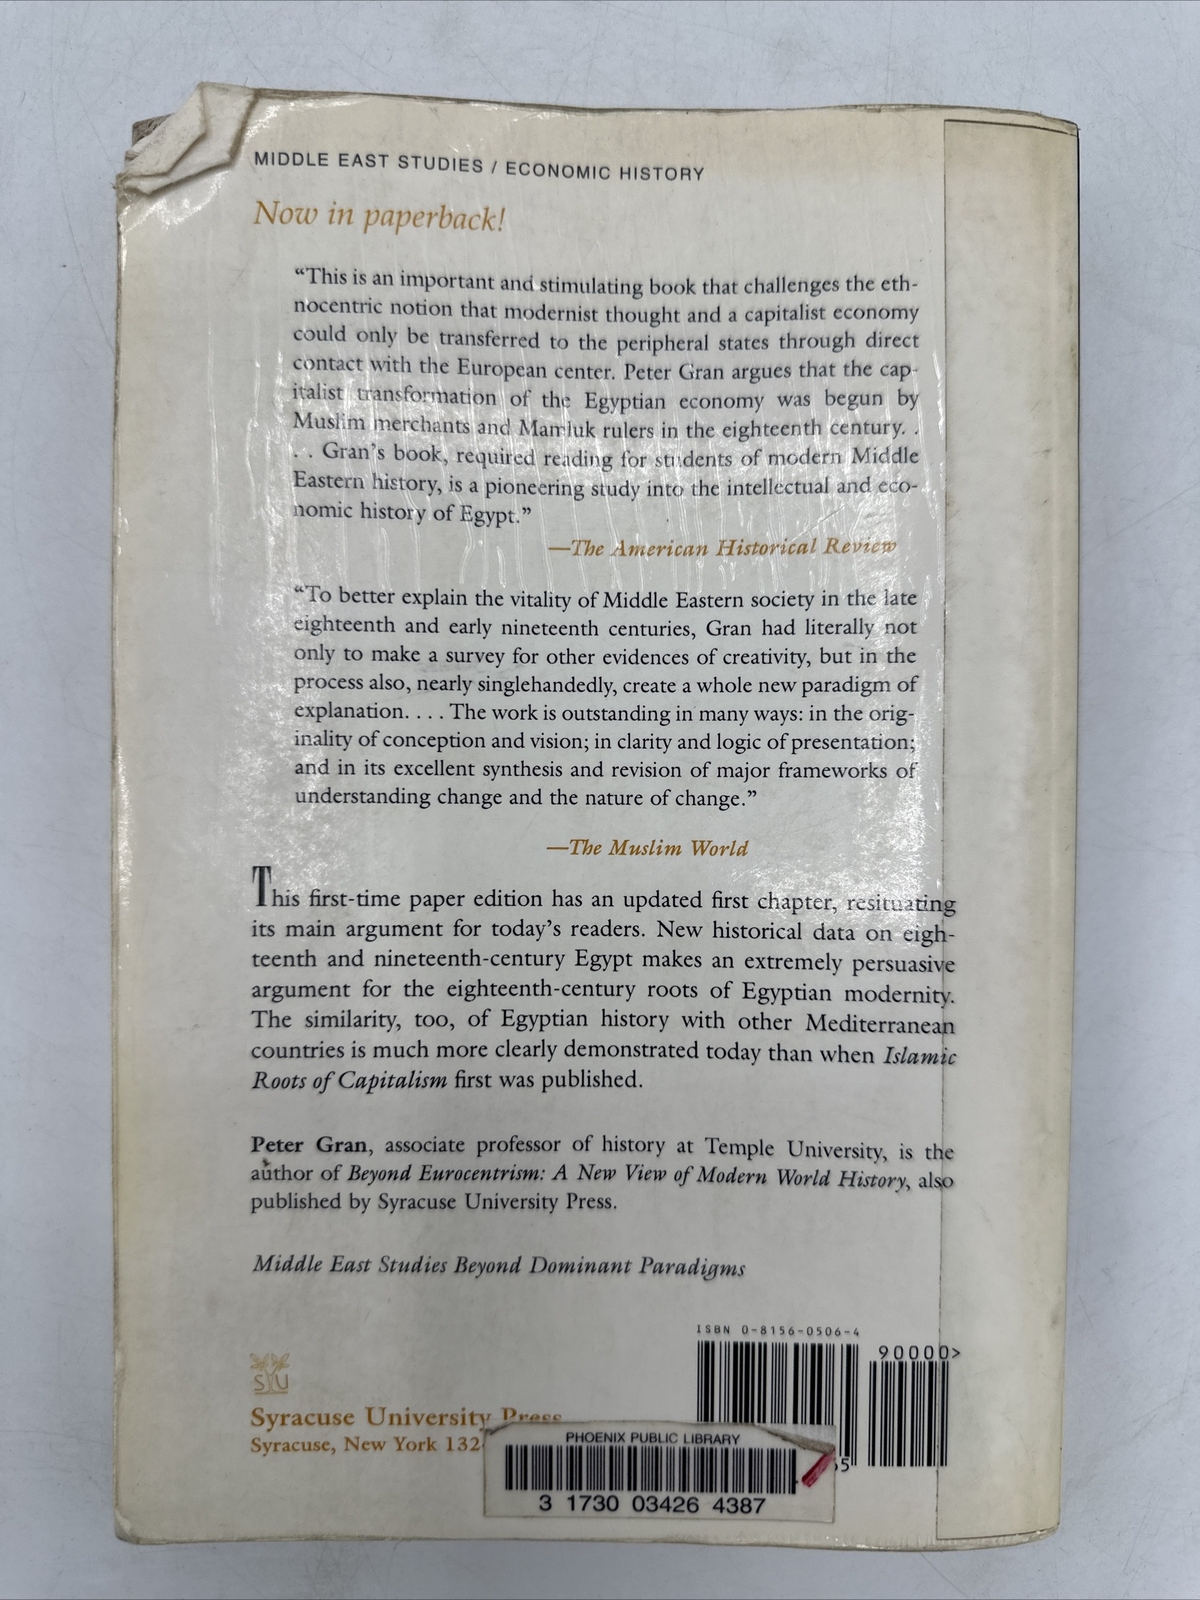 MIDDLE EAST STUDIES / ECONOMIC HISTORY
Now in paperback!
“This is an important and stimulating book that challenges the eth-
nocentric notion that modernist thought and a capitalist economy
could only be transferred to the peripheral states through direct
contact with the European center. Peter Gran argues that the cap-
italist transformation of the Egyptian economy was begun by
Muslim merchants and Mamluk rulers in the eighteenth century. .
. . Gran’s book, required reading for students of modern Middle
Eastern history, is a pioneering study into the intellectual and eco-
nomic history of Egypt.”
—The American Historical Review
“To better explain the vitality of Middle Eastern society in the late
eighteenth and early nineteenth centuries, Gran had literally not
only to make a survey for other evidences of creativity, but in the
process also, nearly singlehandedly, create a whole new paradigm of
explanation. . . . The work is outstanding in many ways: in the orig-
inality of conception and vision; in clarity and logic of presentation;
and in its excellent synthesis and revision of major frameworks of
understanding change and the nature of change.”
—The Muslim World
This first-time paper edition has an updated first chapter, resituating
its main argument for today’s readers. New historical data on eigh-
teenth and nineteenth-century Egypt makes an extremely persuasive
argument for the eighteenth-century roots of Egyptian modernity.
The similarity, too, of Egyptian history with other Mediterranean
countries is much more clearly demonstrated today than when Islamic
Roots of Capitalism first was published.
Peter Gran, associate professor of history at Temple University, is the
author of Beyond Eurocentrism: A New View of Modern World History, also
published by Syracuse University Press.
Middle East Studies Beyond Dominant Paradigms
ISBN 0-8156-0506-4
90000>
SU
Syracuse University Press
Syracuse, New York 132
PHOENIX PUBLIC LIBRARY
3 1730 03426 4387